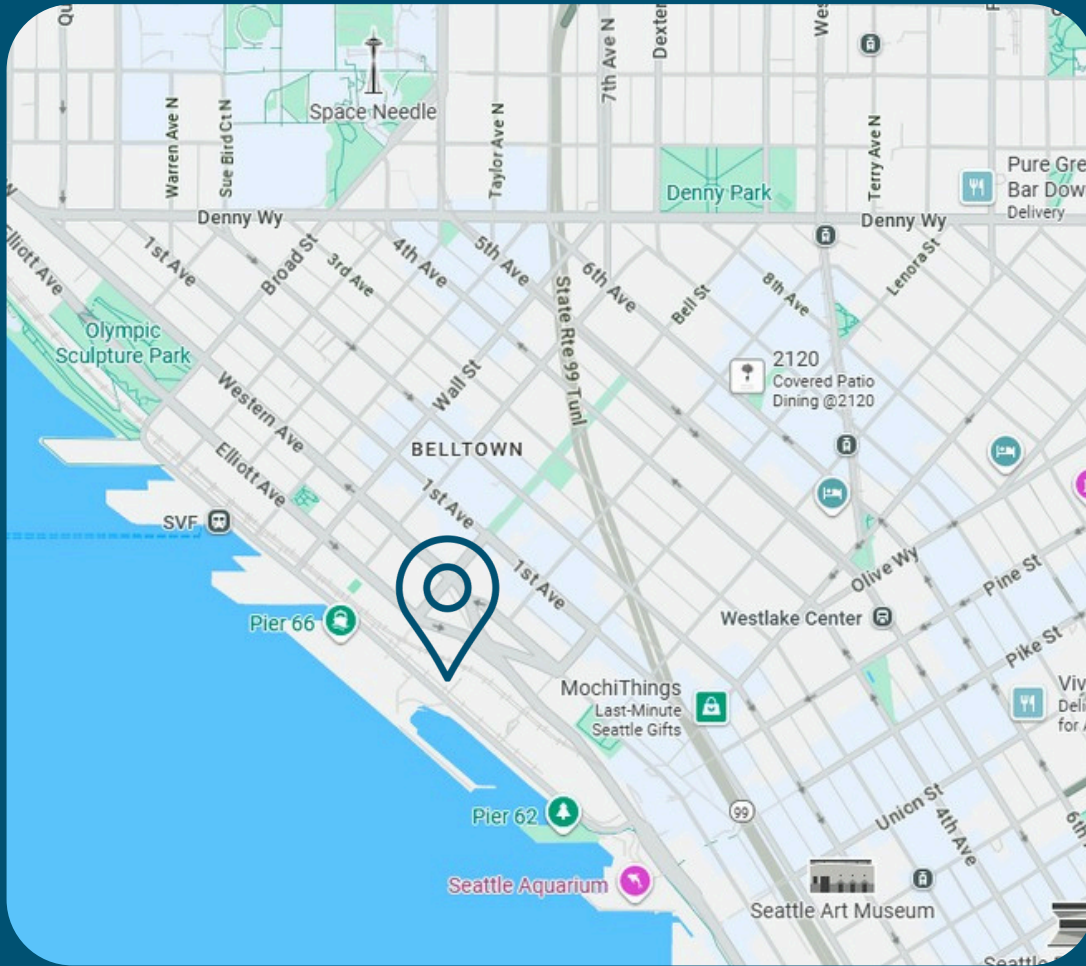 Qu
7th Ave N
Dexter
Wes
Space Needle
Warren Ave N
Sue Bird Ct N
Taylor Ave N
Terry Ave N
Denny Park
Pure Gre
Bar Dow
Delivery
Denny Wy
Denny Wy
Elliott Ave
1st Ave
Broad St
3rd Ave
4th Ave
5th Ave
6th Ave
Bell St
8th Ave
Lenora St
State Rte 99 Tunl
Olympic
Sculpture Park
2120
Covered Patio
Dining @2120
Western Ave
Wall St
BELLTOWN
Elliott Ave
1st Ave
SVF
1st Ave
Olive Wy
Pine St
Pier 66
Westlake Center
Pike St
MochiThings
Last-Minute
Seattle Gifts
Viv
Deli
for A
99
Pier 62
Union St
4th Ave
6th
Seattle Aquarium
Seattle Art Museum
Seattle